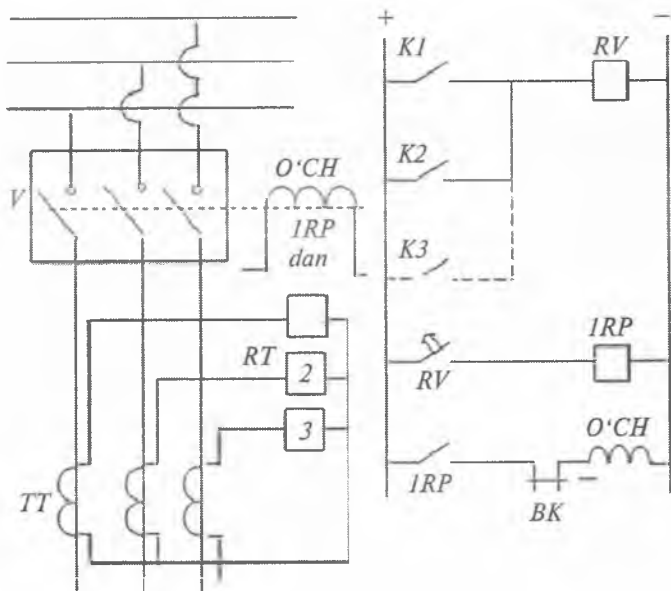 V
O‘CH
1RP
dan
RT
2
3
TT
+
–
K1
RV
K2
K3
RV
1RP
1RP
BK
O‘CH
–